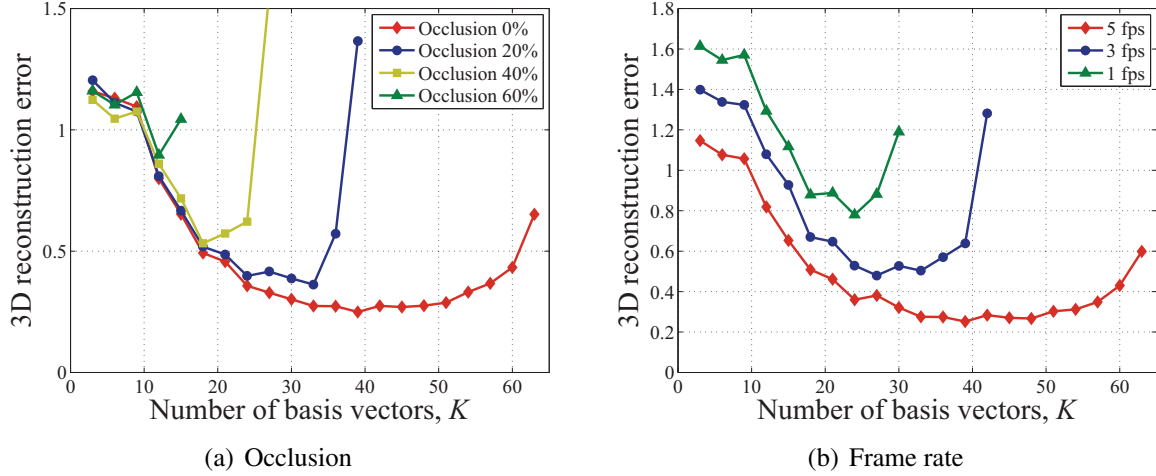 1.5
1
0.5
0
0 10 20 30 40 50 60
3D reconstruction error
Number of basis vectors, K
Occlusion 0%
Occlusion 20%
Occlusion 40%
Occlusion 60%
(a) Occlusion
1.8
1.6
1.4
1.2
1
0.8
0.6
0.4
0.2
0
0 10 20 30 40 50 60
3D reconstruction error
Number of basis vectors, K
5 fps
3 fps
1 fps
(b) Frame rate